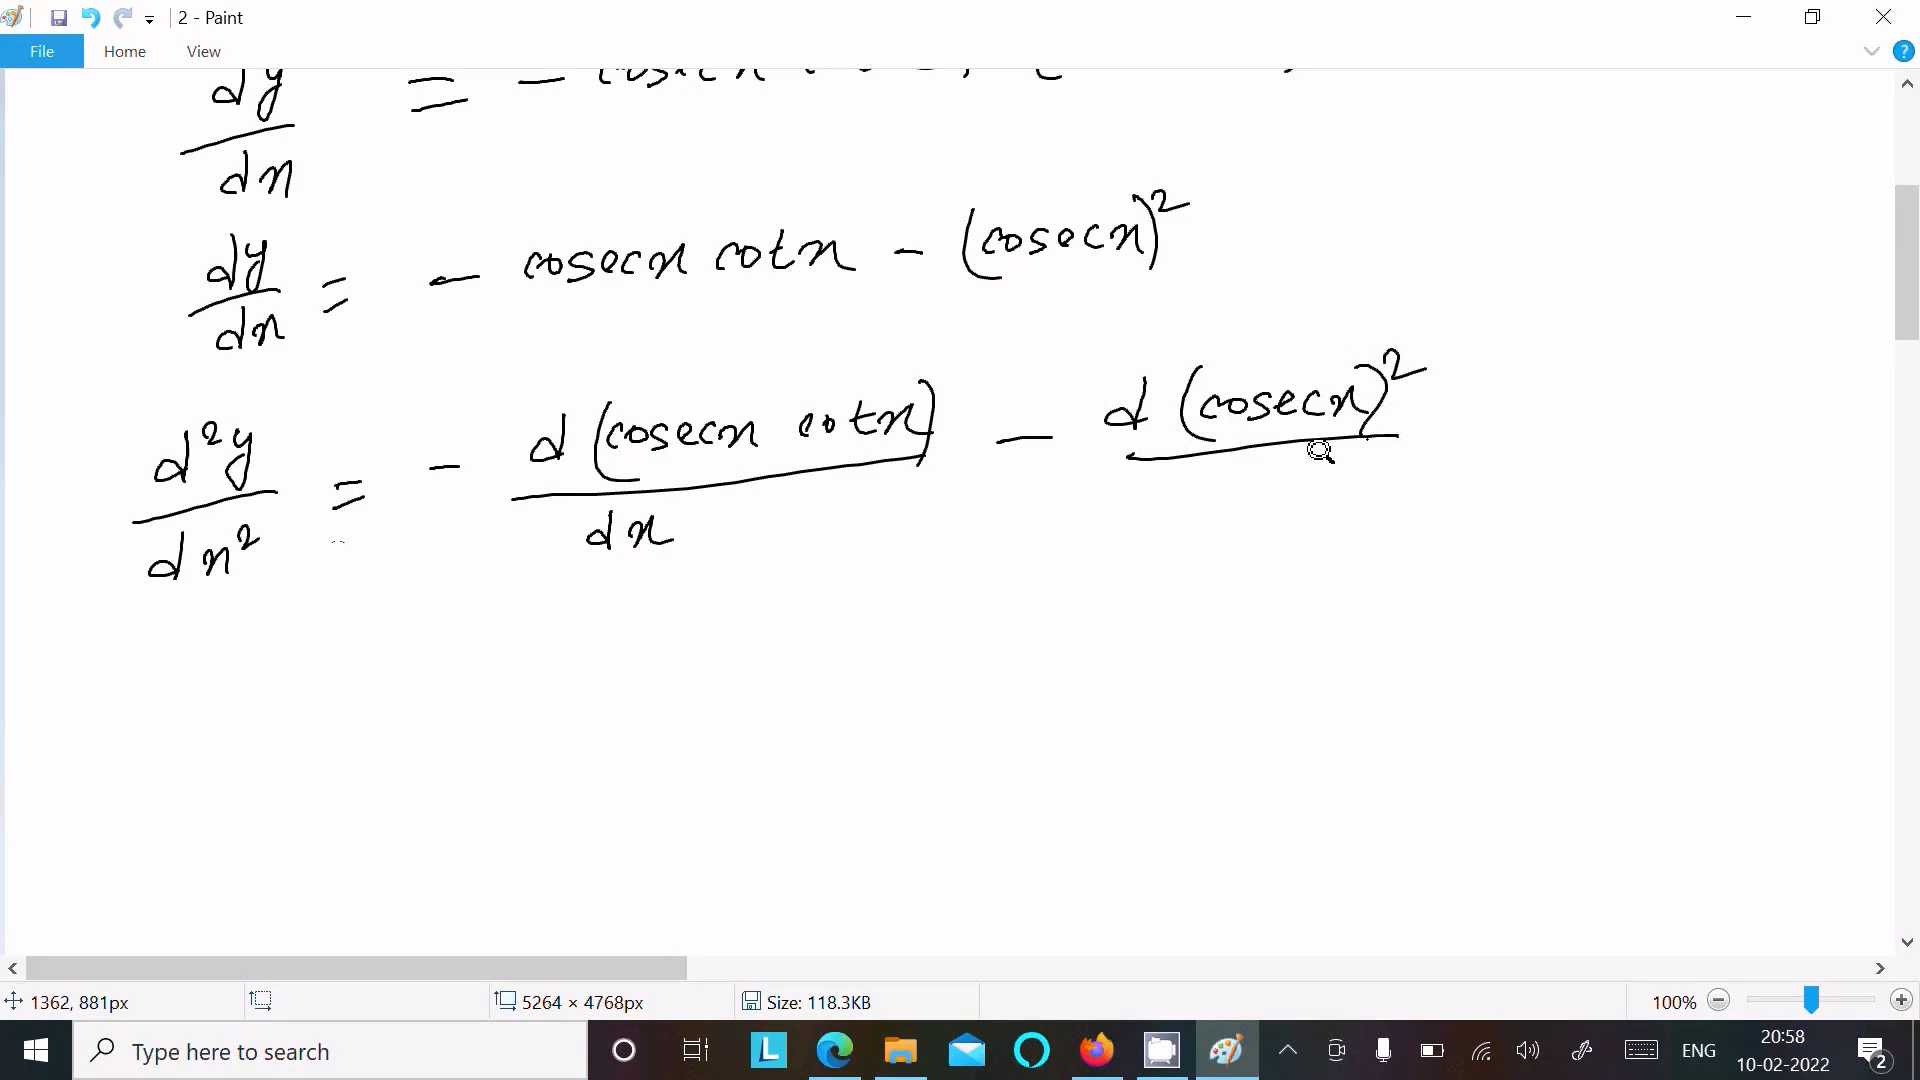 2 - Paint
File Home View
dy/dx = - cosecx
dy/dx = - cosecx cotx - (cosecx)²
d²y/dx² = - d(cosecx cotx)/dx - d(cosecx)²
1362, 881px 5264 × 4768px Size: 118.3KB 100%
Type here to search L ENG 20:58
10-02-2022 2